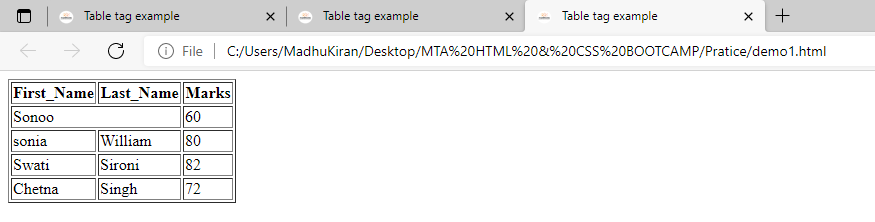 Table tag example Table tag example Table tag example
File C:/Users/MadhuKiran/Desktop/MTA%20HTML%20&%20CSS%20BOOTCAMP/Pratice/demo1.html
First_Name Last_Name Marks
Sonoo 60
sonia William 80
Swati Sironi 82
Chetna Singh 72